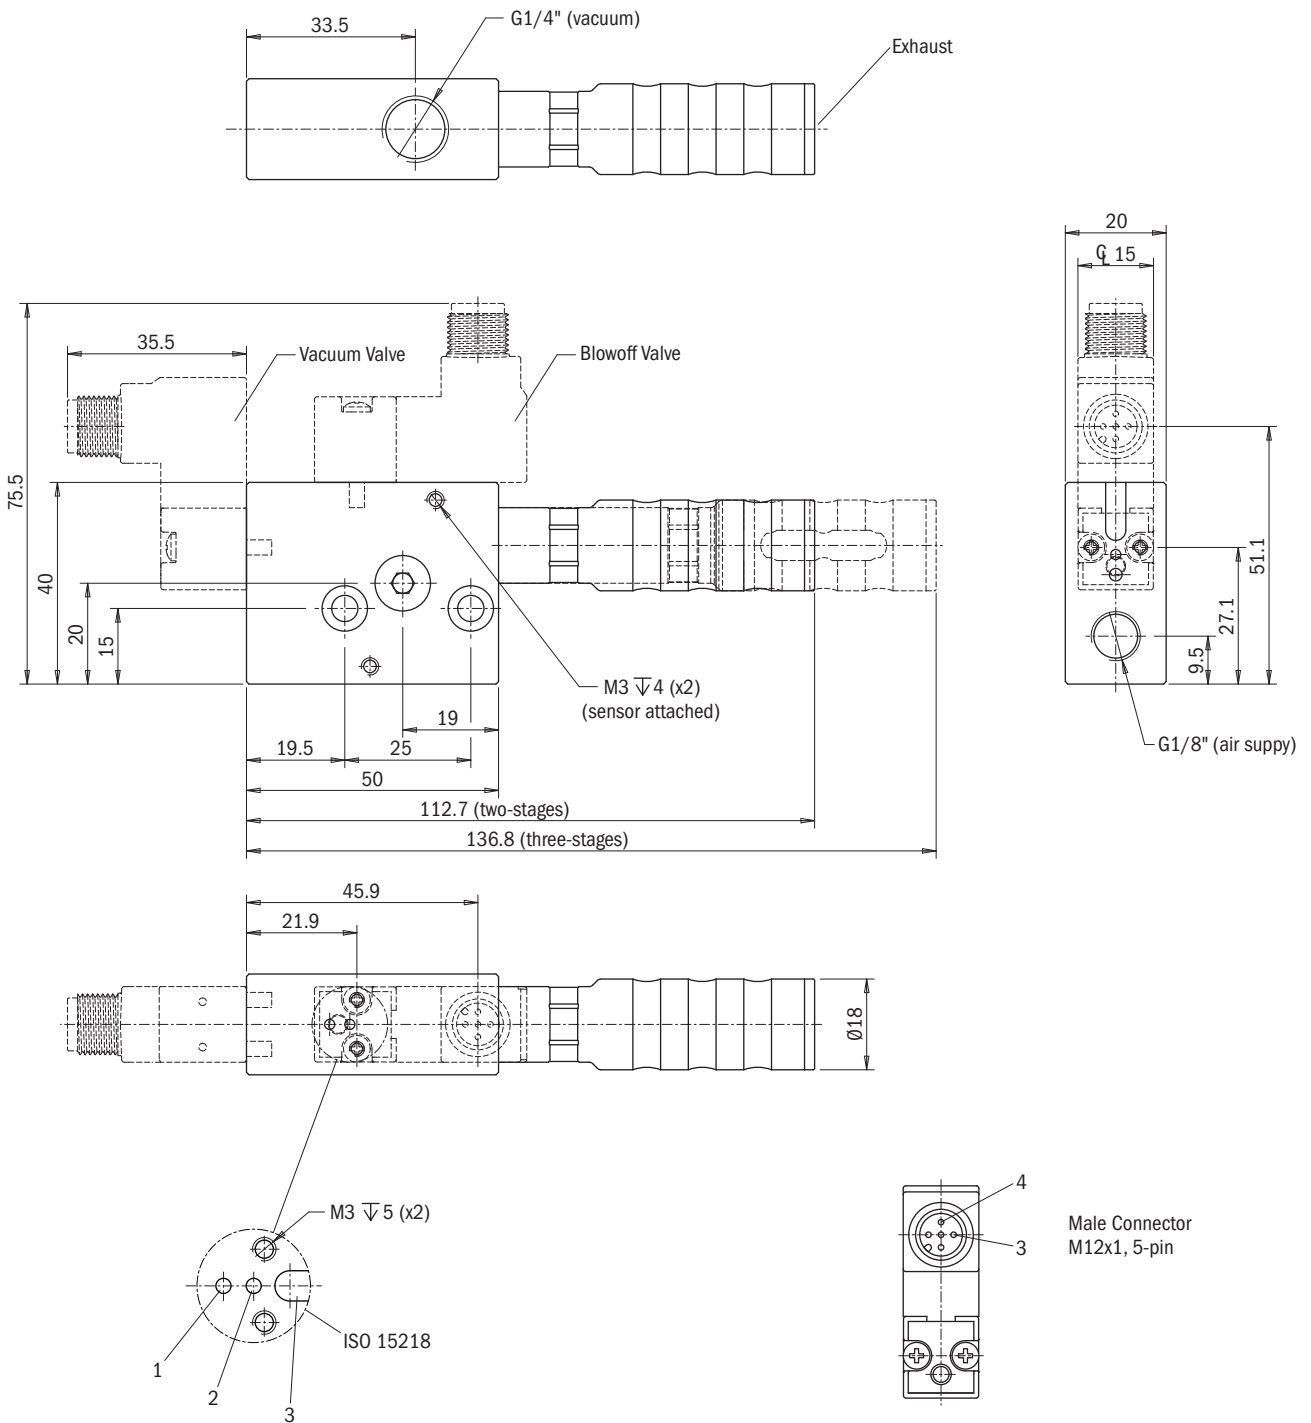 33.5
G1/4" (vacuum)
Exhaust
20
℄ 15
35.5
Vacuum Valve
Blowoff Valve
75.5
40
20
15
51.1
27.1
9.5
M3 ↧ 4 (x2)
(sensor attached)
19
G1/8" (air suppy)
19.5
25
50
112.7 (two-stages)
136.8 (three-stages)
45.9
21.9
Ø18
M3 ↧ 5 (x2)
4
Male Connector
3
M12x1, 5-pin
ISO 15218
1
2
3